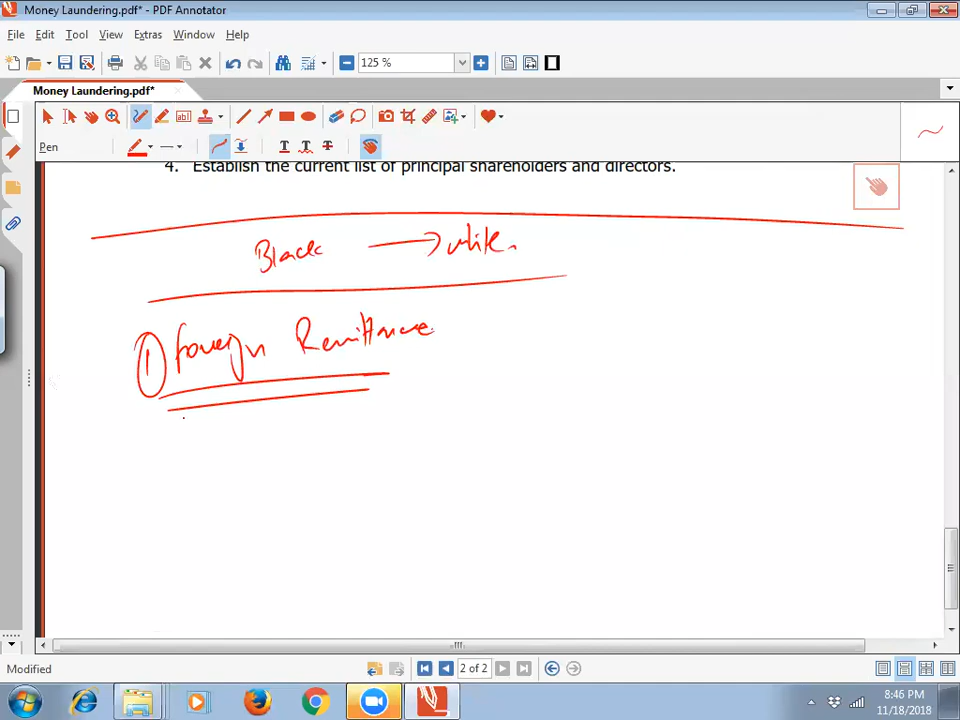 Money Laundering.pdf* - PDF Annotator
File Edit Tool View Extras Window Help
125 %
Money Laundering.pdf*
Pen
4. Establish the current list of principal shareholders and directors.
Black → white.
① foreign Remittance
Modified
2 of 2
8:46 PM
11/18/2018